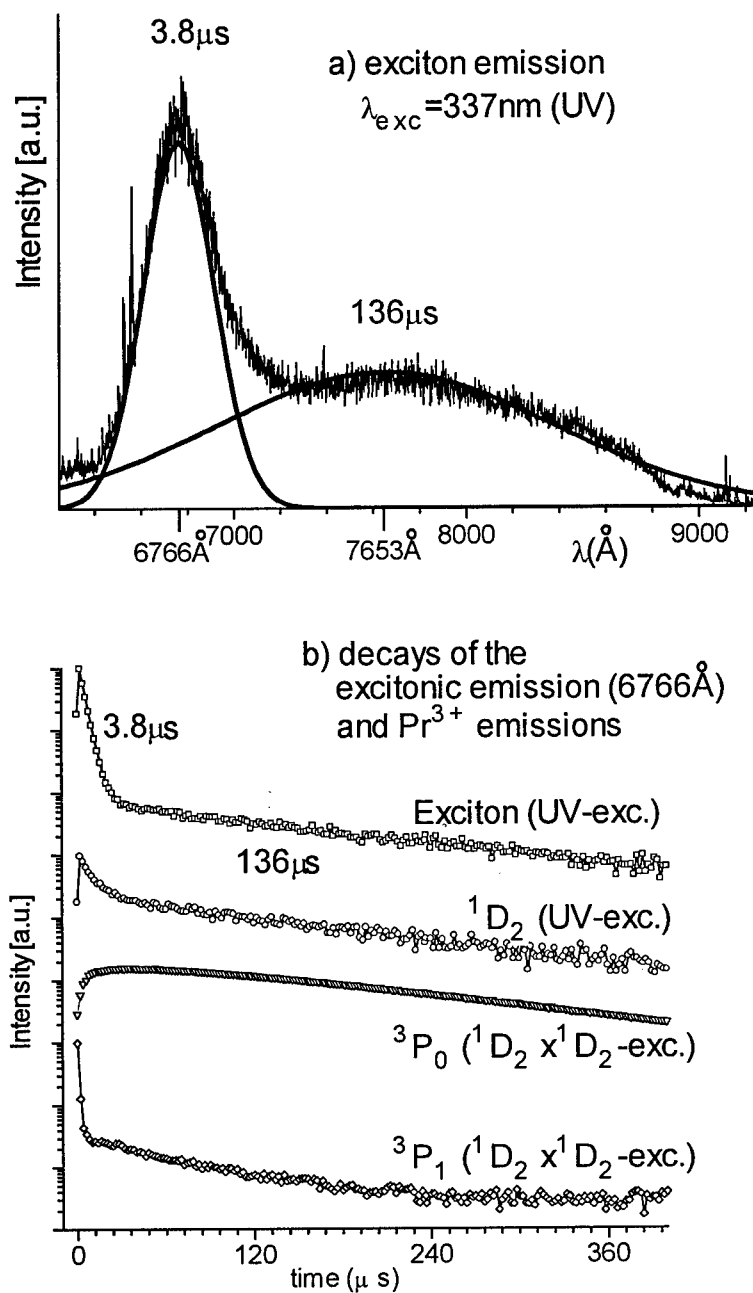 3.8μs
a) exciton emission
λexc=337nm (UV)
Intensity [a.u.]
136μs
7000
8000
9000
6766Å
7653Å
λ(Å)
b) decays of the
excitonic emission (6766Å)
and Pr³⁺ emissions
3.8μs
Exciton (UV-exc.)
136μs
¹D₂ (UV-exc.)
Intensity [a.u.]
³P₀ (¹D₂ x¹D₂-exc.)
³P₁ (¹D₂ x¹D₂-exc.)
0
120
240
360
time (μ s)